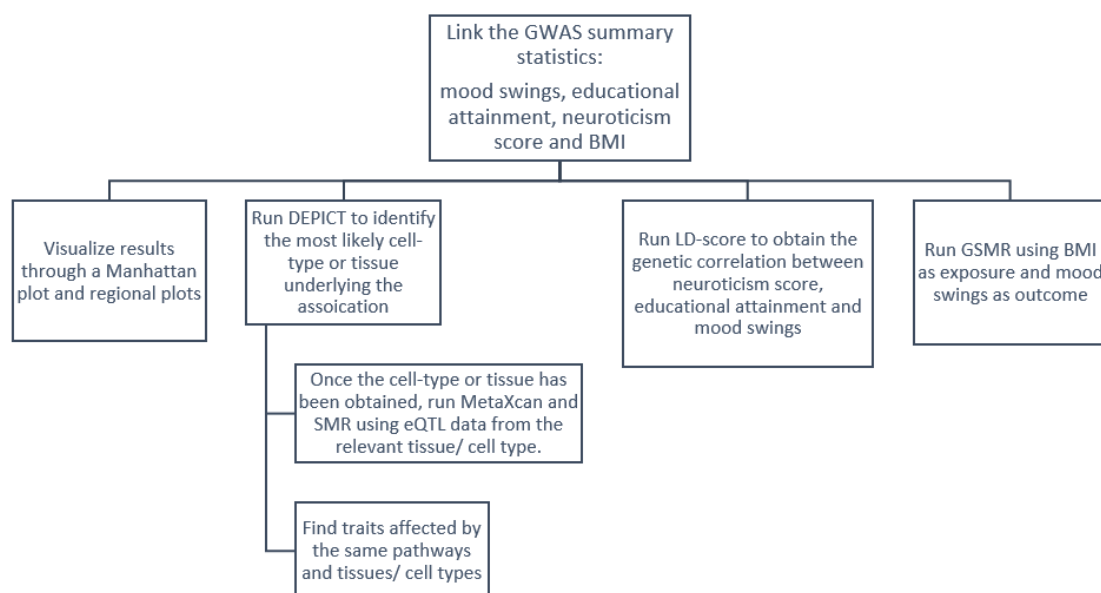 Link the GWAS summary
statistics:
mood swings, educational
attainment, neuroticism
score and BMI
Visualize results
through a Manhattan
plot and regional plots
Run DEPICT to identify
the most likely cell-
type or tissue
underlying the
assoication
Run LD-score to obtain the
genetic correlation between
neuroticism score,
educational attainment and
mood swings
Run GSMR using BMI
as exposure and mood
swings as outcome
Once the cell-type or tissue has
been obtained, run MetaXcan and
SMR using eQTL data from the
relevant tissue/ cell type.
Find traits affected by
the same pathways
and tissues/ cell types